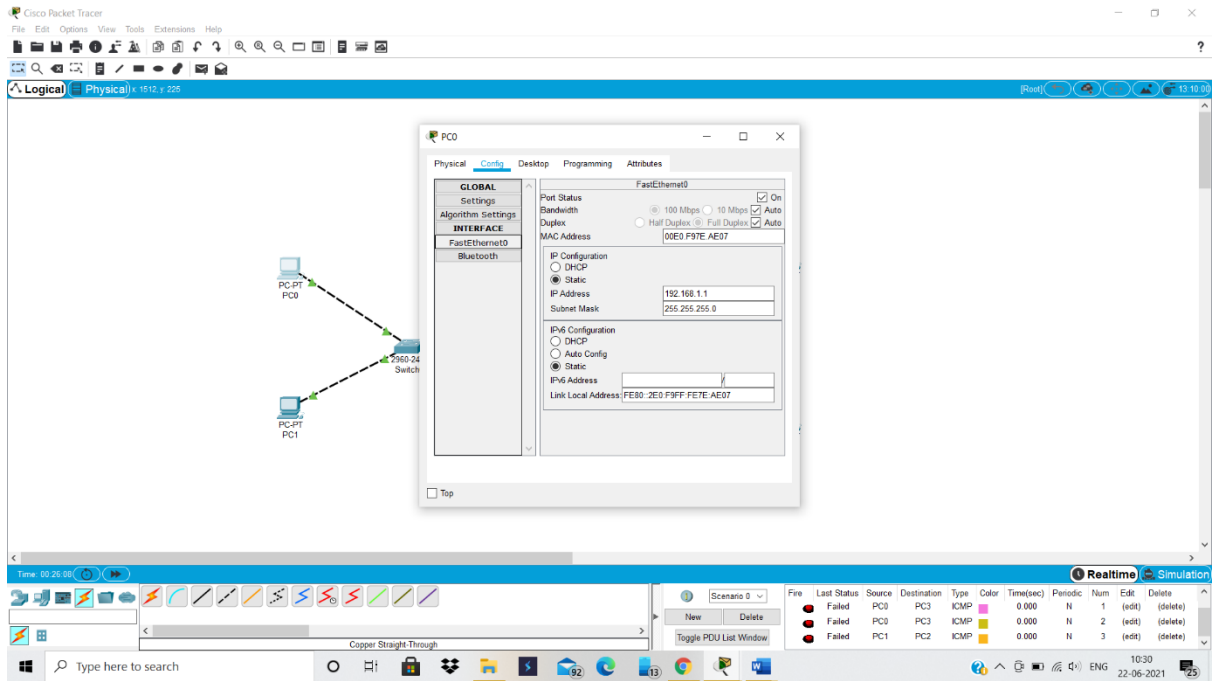 Cisco Packet Tracer
File Edit Options View Tools Extensions Help
?
Logical Physical x: 1512, y: 225 [Root] 13:10:00
PC0
Physical Config Desktop Programming Attributes
GLOBAL
Settings
Algorithm Settings
INTERFACE
FastEthernet0
Bluetooth
FastEthernet0
Port Status On
Bandwidth 100 Mbps 10 Mbps Auto
Duplex Half Duplex Full Duplex Auto
MAC Address 00E0.F97E.AE07
IP Configuration
DHCP
Static
IP Address 192.168.1.1
Subnet Mask 255.255.255.0
IPv6 Configuration
DHCP
Auto Config
Static
IPv6 Address /
Link Local Address: FE80::2E0:F9FF:FE7E:AE07
Top
PC-PT
PC0
2960-24
Switch
PC-PT
PC1
Time: 00:26:08 Realtime Simulation
Copper Straight-Through
Scenario 0
New Delete
Toggle PDU List Window
Fire Last Status Source Destination Type Color Time(sec) Periodic Num Edit Delete
Failed PC0 PC3 ICMP 0.000 N 1 (edit) (delete)
Failed PC0 PC3 ICMP 0.000 N 2 (edit) (delete)
Failed PC1 PC2 ICMP 0.000 N 3 (edit) (delete)
Type here to search 92 13 ENG 10:30
22-06-2021 25